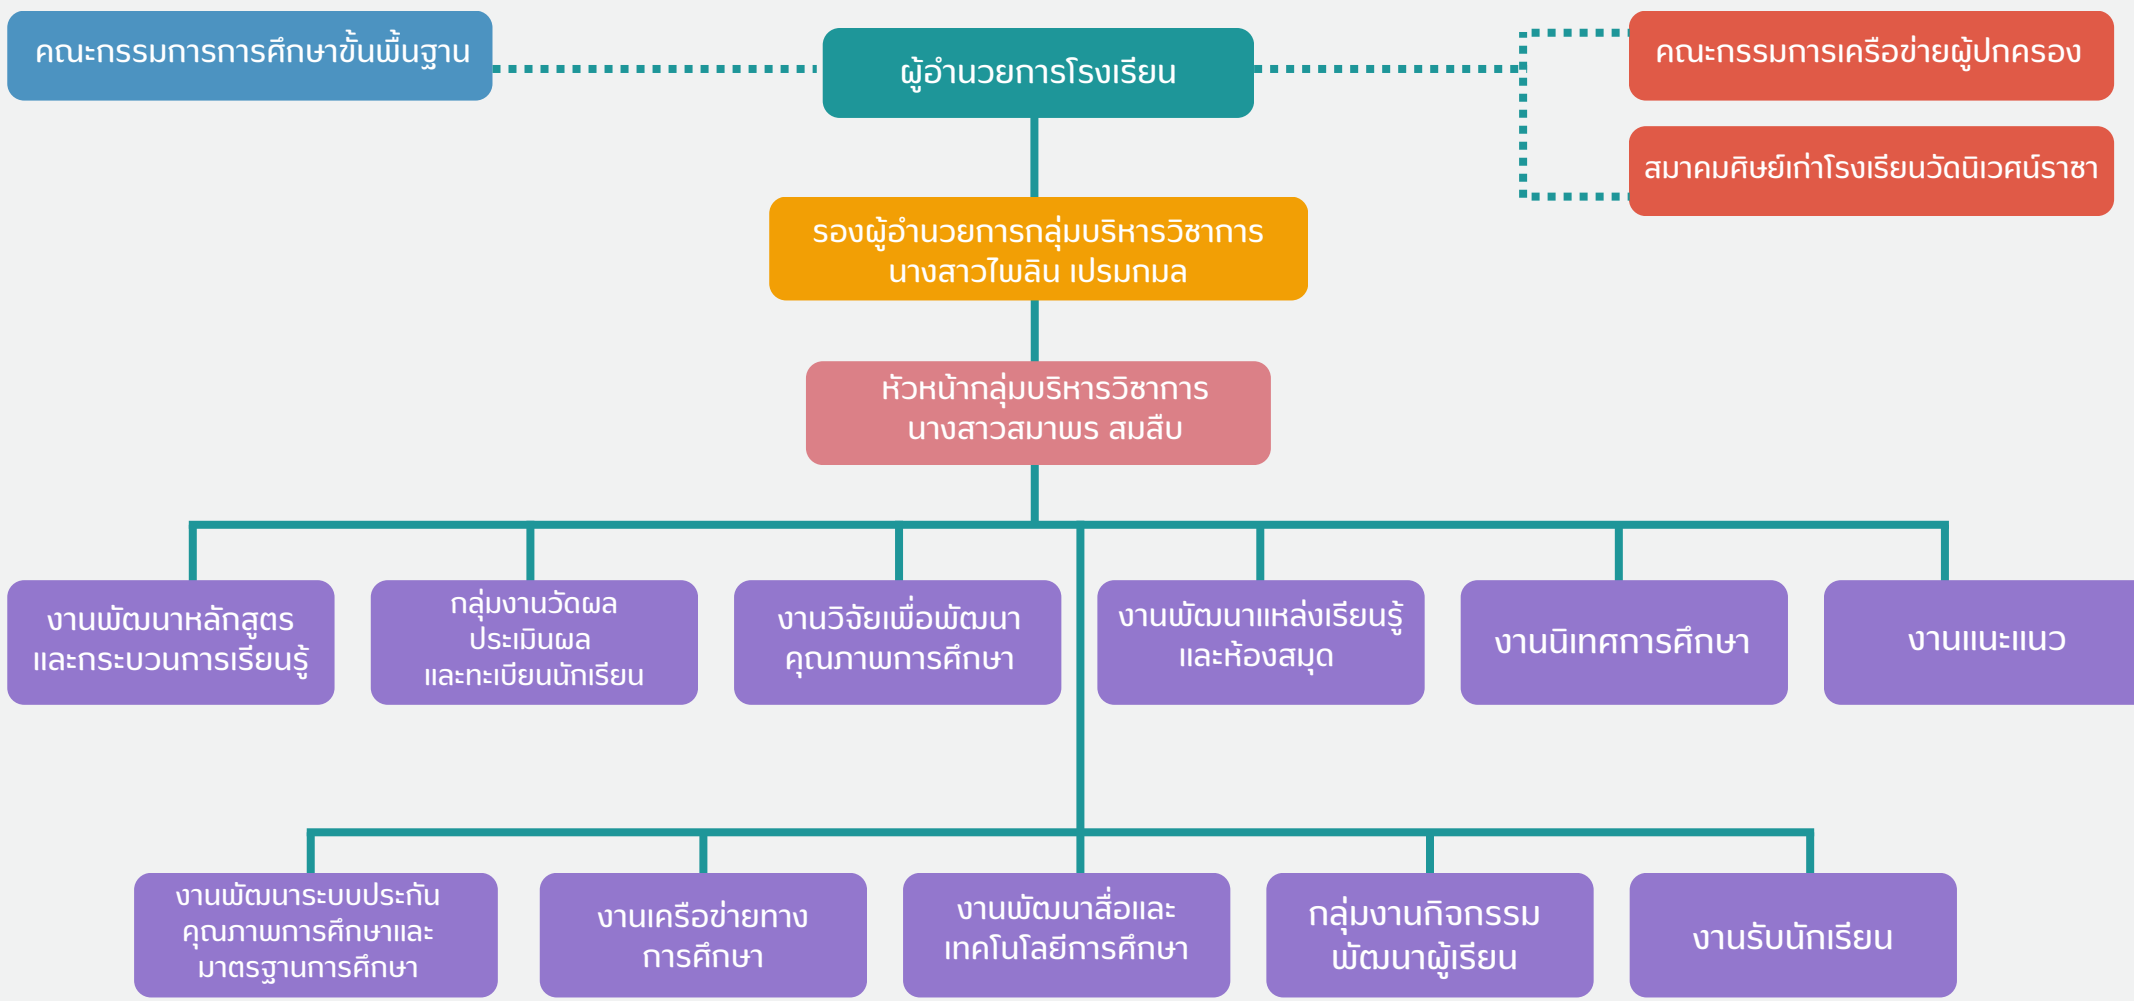 คณะกรรมการการศึกษาขั้นพื้นฐาน
ผู้อำนวยการโรงเรียน
คณะกรรมการเครือข่ายผู้ปกครอง
สมาคมศิษย์เก่าโรงเรียนวัดนิเวศน์ราชา
รองผู้อำนวยการกลุ่มบริหารวิชาการ
นางสาวไพลิน เปรมกมล
หัวหน้ากลุ่มบริหารวิชาการ
นางสาวสมาพร สมสืบ
งานพัฒนาหลักสูตร
และกระบวนการเรียนรู้
กลุ่มงานวัดผล
ประเมินผล
และทะเบียนนักเรียน
งานวิจัยเพื่อพัฒนา
คุณภาพการศึกษา
งานพัฒนาแหล่งเรียนรู้
และห้องสมุด
งานนิเทศการศึกษา
งานแนะแนว
งานพัฒนาระบบประกัน
คุณภาพการศึกษาและ
มาตรฐานการศึกษา
งานเครือข่ายทาง
การศึกษา
งานพัฒนาสื่อและ
เทคโนโลยีการศึกษา
กลุ่มงานกิจกรรม
พัฒนาผู้เรียน
งานรับนักเรียน